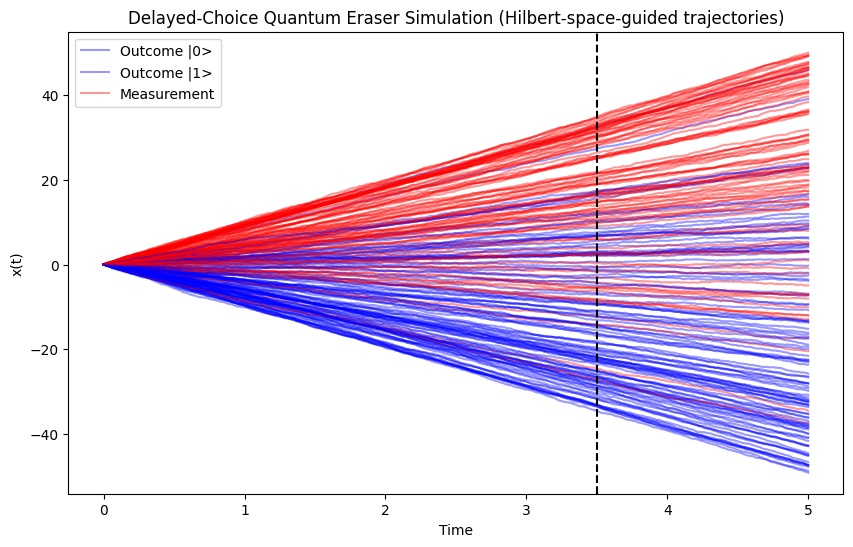 Delayed-Choice Quantum Eraser Simulation (Hilbert-space-guided trajectories)
Outcome |0>
Outcome |1>
Measurement
x(t)
40
20
0
−20
−40
0 1 2 3 4 5
Time